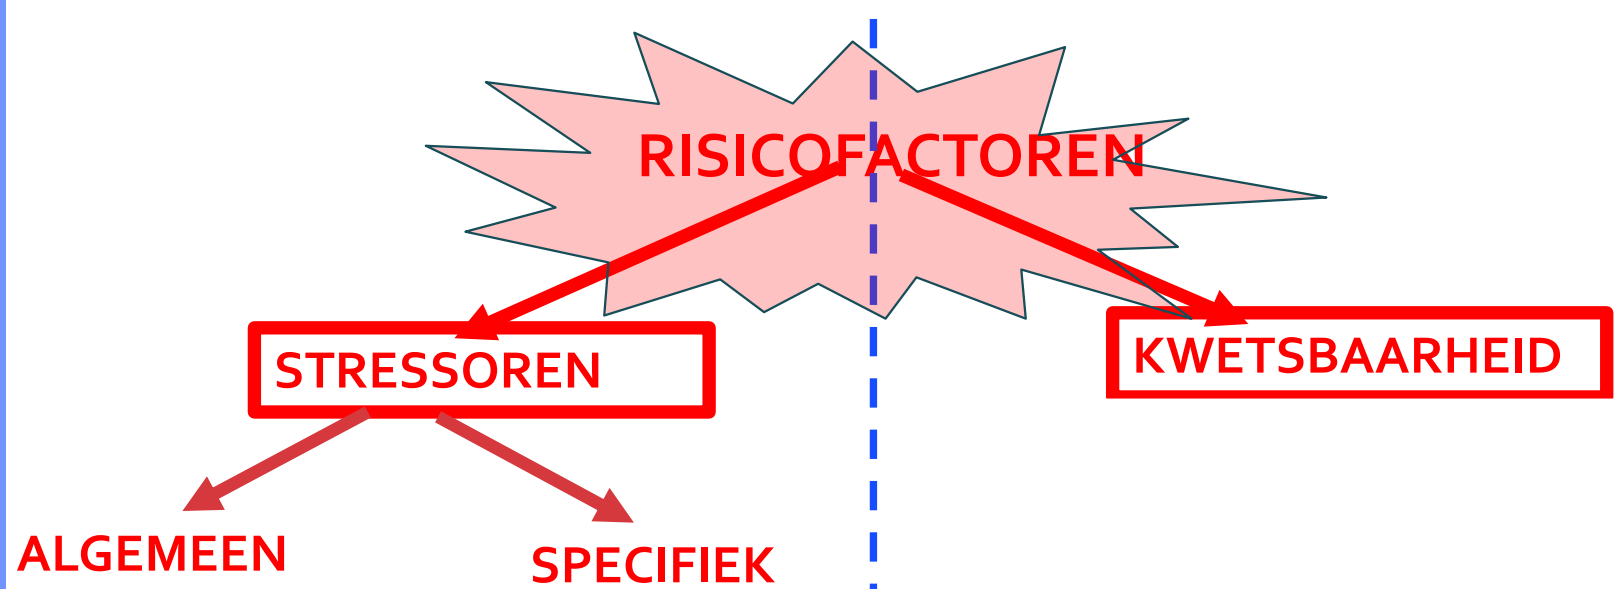 RISICOFACTOREN
STRESSOREN
KWETSBAARHEID
ALGEMEEN
SPECIFIEK